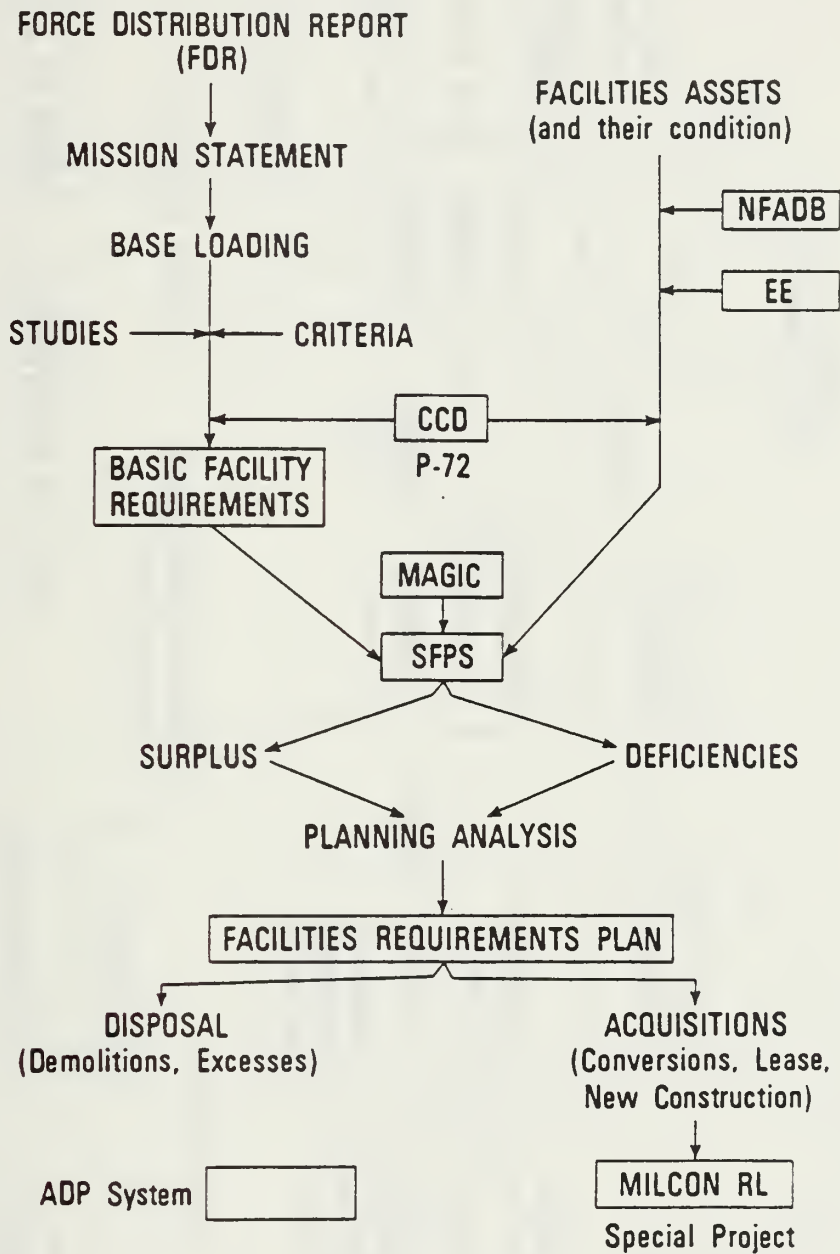 FORCE DISTRIBUTION REPORT
(FDR)
FACILITIES ASSETS
(and their condition)
MISSION STATEMENT
NFADB
BASE LOADING
EE
STUDIES
CRITERIA
CCD
P-72
BASIC FACILITY
REQUIREMENTS
MAGIC
SFPS
SURPLUS
DEFICIENCIES
PLANNING ANALYSIS
FACILITIES REQUIREMENTS PLAN
DISPOSAL
(Demolitions, Excesses)
ACQUISITIONS
(Conversions, Lease,
New Construction)
ADP System
MILCON RL
Special Project